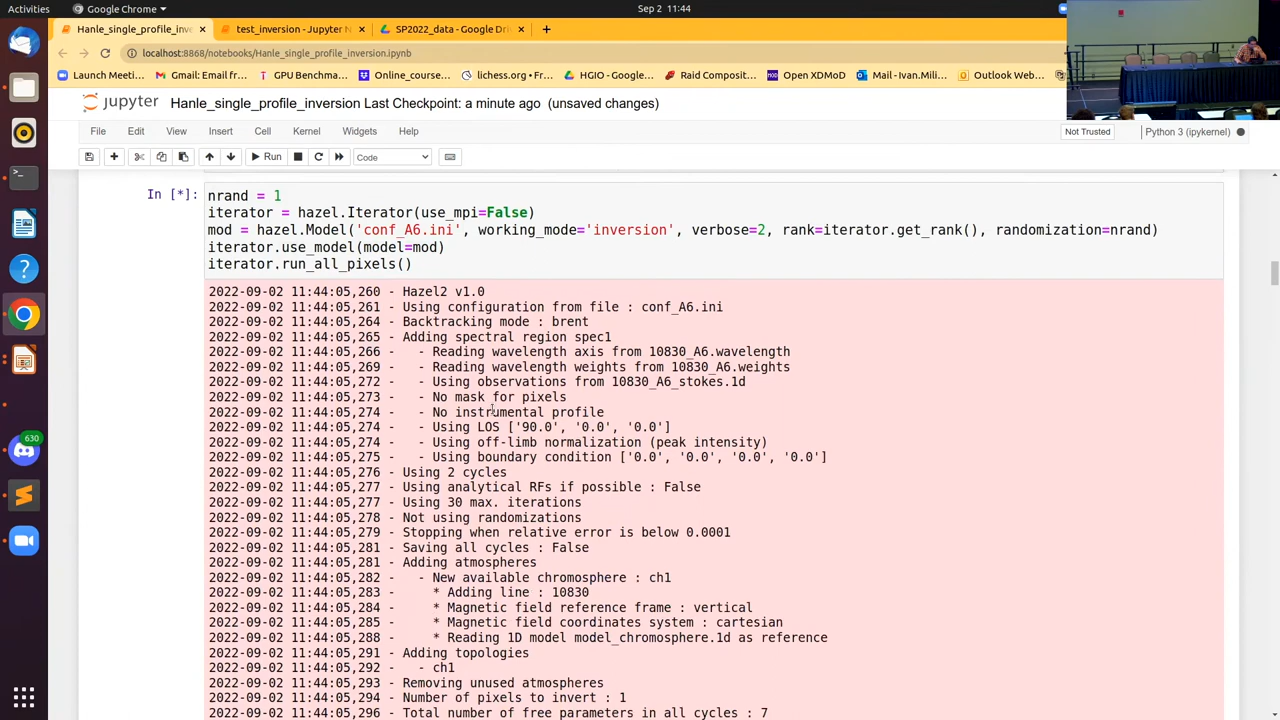 Activities
Google Chrome
Sep 2 11:44
Hanle_single_profile_inv
test_inversion - Jupyter N
SP2022_data - Google Dri
localhost:8868/notebooks/Hanle_single_profile_inversion.ipynb
Launch Meeti...
Gmail: Email fr...
GPU Benchma...
Online_course...
lichess.org • Fr...
HGIO - Google...
Raid Composit...
Open XDMoD
Mail - Ivan.Mili...
Outlook Web...
jupyter Hanle_single_profile_inversion Last Checkpoint: a minute ago (unsaved changes)
File Edit View Insert Cell Kernel Widgets Help
Not Trusted
Python 3 (ipykernel)
Run
Code
In [*]:
nrand = 1
iterator = hazel.Iterator(use_mpi=False)
mod = hazel.Model('conf_A6.ini', working_mode='inversion', verbose=2, rank=iterator.get_rank(), randomization=nrand)
iterator.use_model(model=mod)
iterator.run_all_pixels()
2022-09-02 11:44:05,260 - Hazel2 v1.0
2022-09-02 11:44:05,261 - Using configuration from file : conf_A6.ini
2022-09-02 11:44:05,264 - Backtracking mode : brent
2022-09-02 11:44:05,265 - Adding spectral region spec1
2022-09-02 11:44:05,266 - - Reading wavelength axis from 10830_A6.wavelength
2022-09-02 11:44:05,269 - - Reading wavelength weights from 10830_A6.weights
2022-09-02 11:44:05,272 - - Using observations from 10830_A6_stokes.1d
2022-09-02 11:44:05,273 - - No mask for pixels
2022-09-02 11:44:05,274 - - No instrumental profile
2022-09-02 11:44:05,274 - - Using LOS ['90.0', '0.0', '0.0']
2022-09-02 11:44:05,274 - - Using off-limb normalization (peak intensity)
2022-09-02 11:44:05,275 - - Using boundary condition ['0.0', '0.0', '0.0', '0.0']
2022-09-02 11:44:05,276 - Using 2 cycles
2022-09-02 11:44:05,277 - Using analytical RFs if possible : False
2022-09-02 11:44:05,277 - Using 30 max. iterations
2022-09-02 11:44:05,278 - Not using randomizations
2022-09-02 11:44:05,279 - Stopping when relative error is below 0.0001
2022-09-02 11:44:05,281 - Saving all cycles : False
2022-09-02 11:44:05,281 - Adding atmospheres
2022-09-02 11:44:05,282 - - New available chromosphere : ch1
2022-09-02 11:44:05,283 - * Adding line : 10830
2022-09-02 11:44:05,284 - * Magnetic field reference frame : vertical
2022-09-02 11:44:05,285 - * Magnetic field coordinates system : cartesian
2022-09-02 11:44:05,288 - * Reading 1D model model_chromosphere.1d as reference
2022-09-02 11:44:05,291 - Adding topologies
2022-09-02 11:44:05,292 - - ch1
2022-09-02 11:44:05,293 - Removing unused atmospheres
2022-09-02 11:44:05,294 - Number of pixels to invert : 1
2022-09-02 11:44:05,296 - Total number of free parameters in all cycles : 7
630